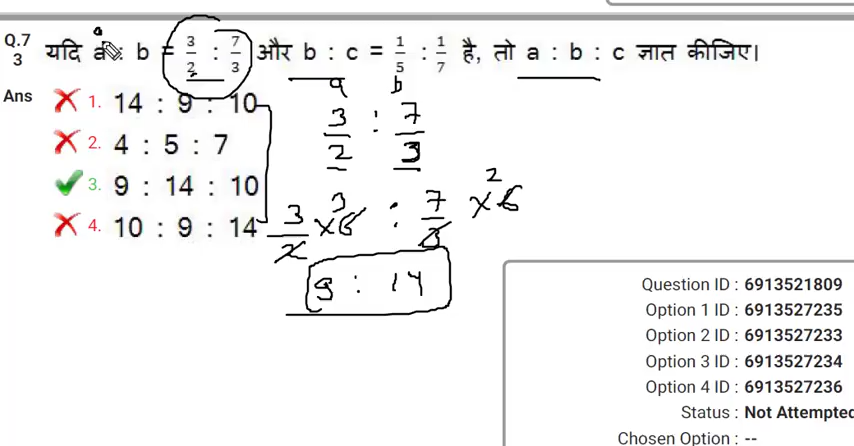 Q.73 यदि a : b = 3/2 : 7/3 और b : c = 1/5 : 1/7 है, तो a : b : c ज्ञात कीजिए।
Ans
1. 14 : 9 : 10
2. 4 : 5 : 7
3. 9 : 14 : 10
4. 10 : 9 : 14
a
a b
3/2 : 7/3
3/2 ×6 3 : 7/3 ×6 2
9 : 14
Question ID : 6913521809
Option 1 ID : 6913527235
Option 2 ID : 6913527233
Option 3 ID : 6913527234
Option 4 ID : 6913527236
Status : Not Attempted
Chosen Option : --